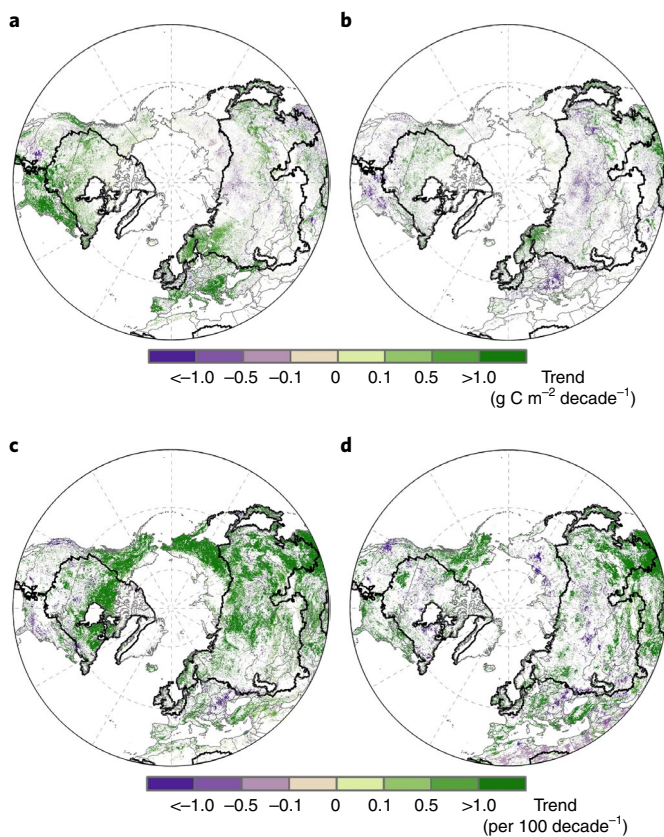 a b
<–1.0 –0.5 –0.1 0 0.1 0.5 >1.0 Trend
(g C m⁻² decade⁻¹)
c d
<–1.0 –0.5 –0.1 0 0.1 0.5 >1.0 Trend
(per 100 decade⁻¹)